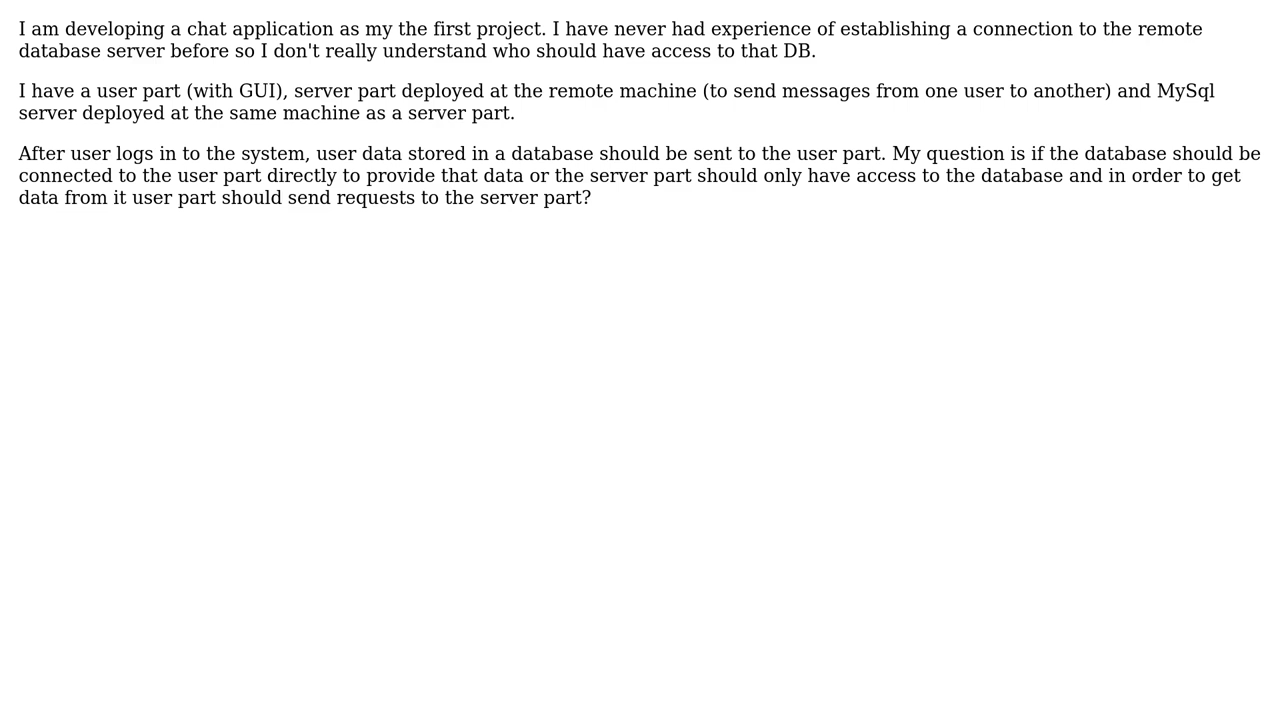 I am developing a chat application as my the first project. I have never had experience of establishing a connection to the remote
database server before so I don't really understand who should have access to that DB.
I have a user part (with GUI), server part deployed at the remote machine (to send messages from one user to another) and MySql
server deployed at the same machine as a server part.
After user logs in to the system, user data stored in a database should be sent to the user part. My question is if the database should be
connected to the user part directly to provide that data or the server part should only have access to the database and in order to get
data from it user part should send requests to the server part?